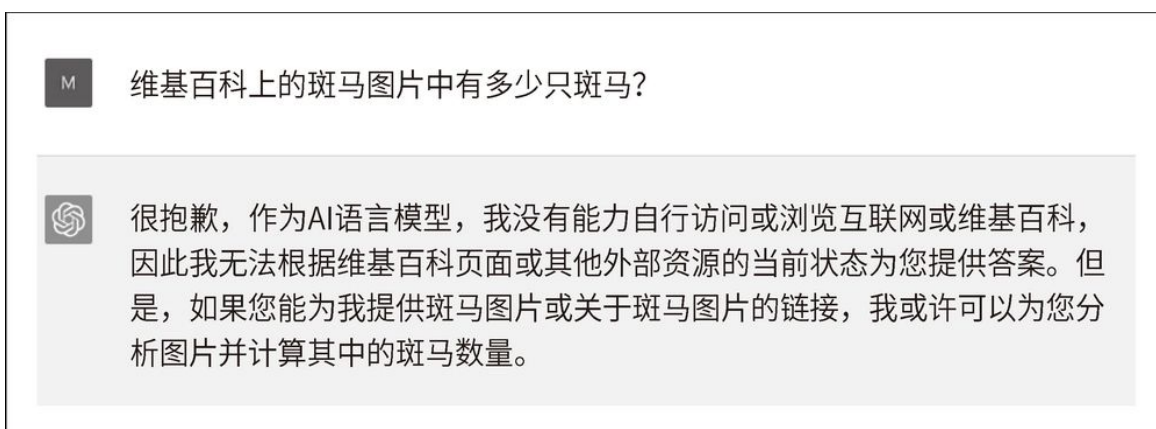 M
维基百科上的斑马图片中有多少只斑马？
很抱歉，作为AI语言模型，我没有能力自行访问或浏览互联网或维基百科，
因此我无法根据维基百科页面或其他外部资源的当前状态为您提供答案。但
是，如果您能为我提供斑马图片或关于斑马图片的链接，我或许可以为您分
析图片并计算其中的斑马数量。